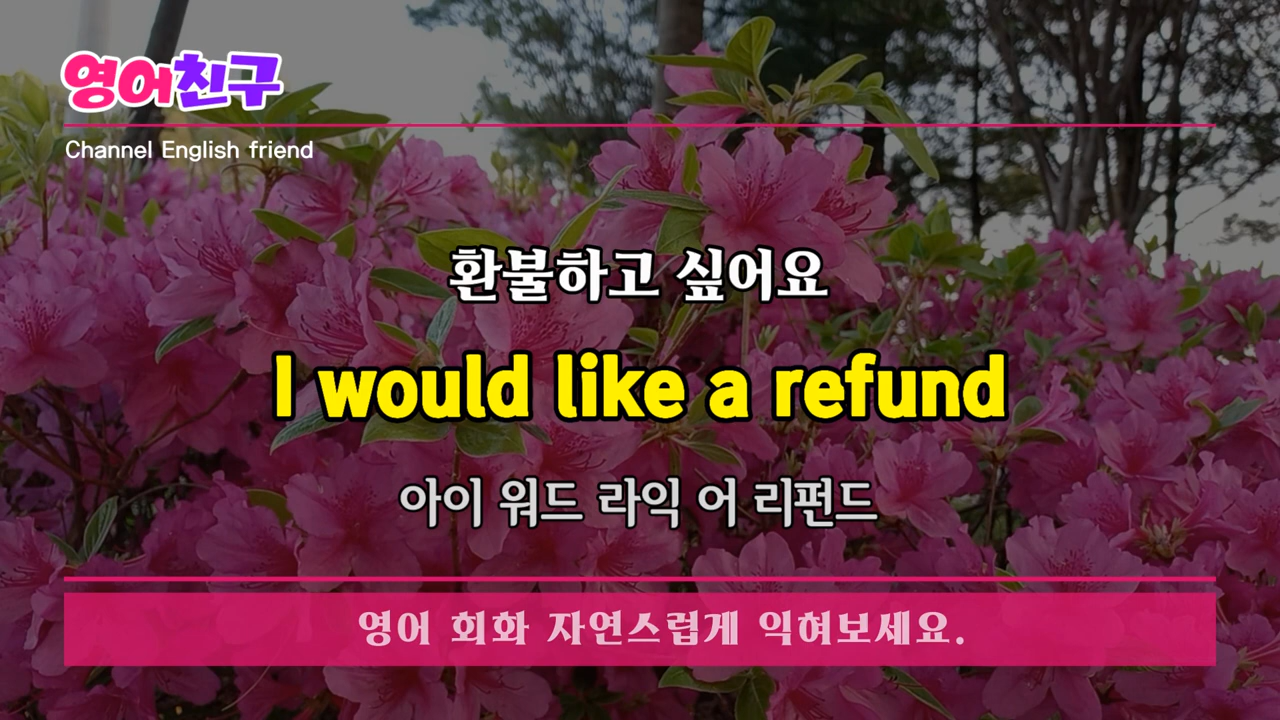 영어친구
Channel English friend
환불하고 싶어요
I would like a refund
아이 워드 라익 어 리펀드
영어 회화 자연스럽게 익혀보세요.